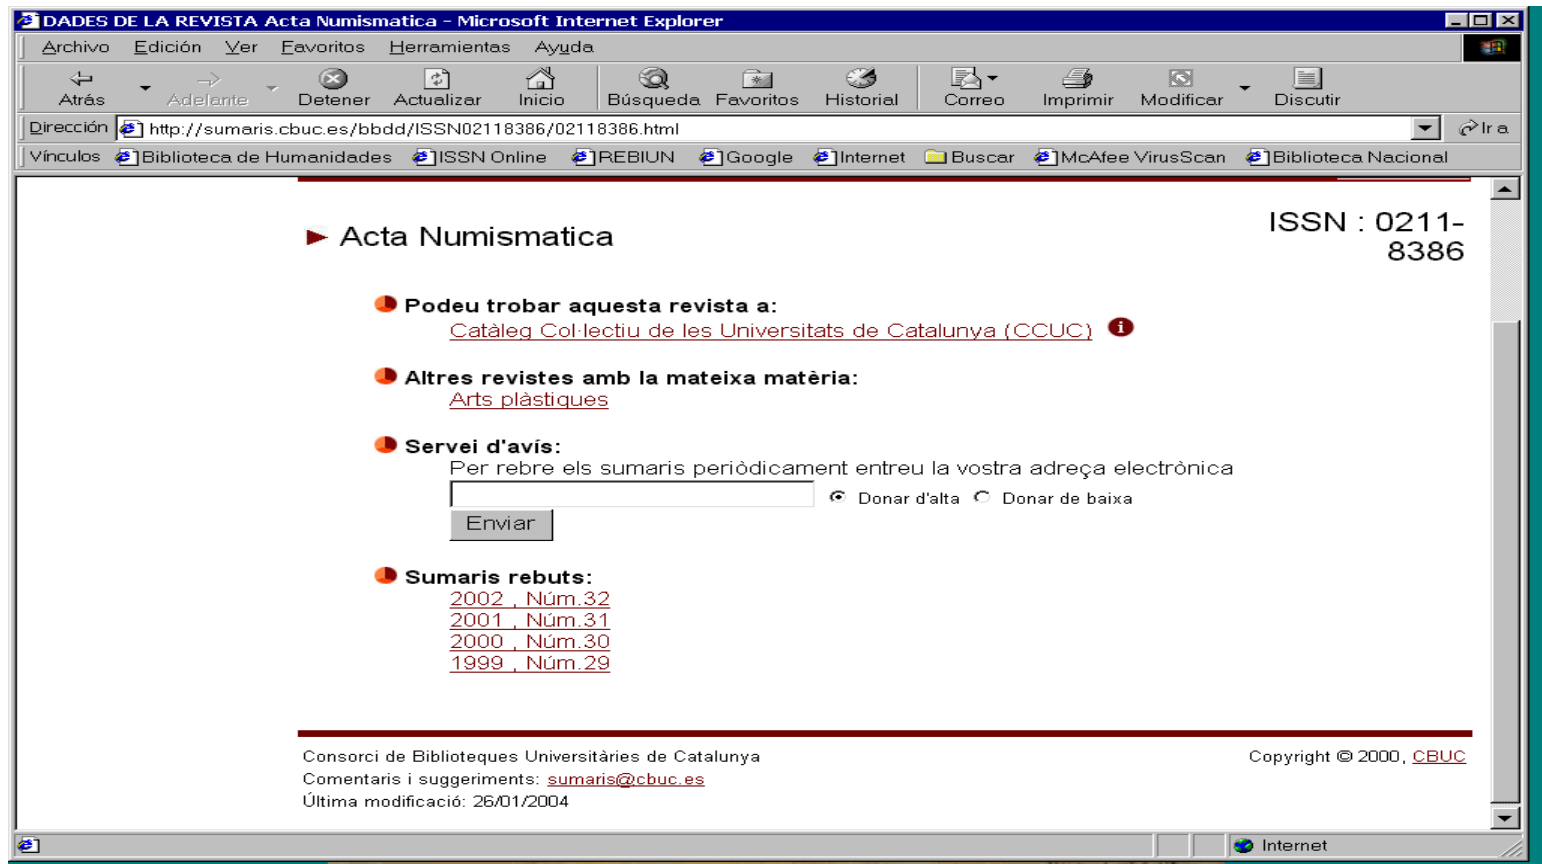 DADES DE LA REVISTA Acta Numismatica - Microsoft Internet Explorer
Archivo Edición Ver Favoritos Herramientas Ayuda
Atrás Adelante Detener Actualizar Inicio Búsqueda Favoritos Historial Correo Imprimir Modificar Discutir
Dirección http://sumaris.cbuc.es/bbdd/ISSN02118386/02118386.html Ir a
Vínculos Biblioteca de Humanidades ISSN Online REBIUN Google Internet Buscar McAfee VirusScan Biblioteca Nacional
Acta Numismatica
ISSN : 0211-
8386
Podeu trobar aquesta revista a:
Catàleg Col·lectiu de les Universitats de Catalunya (CCUC) i
Altres revistes amb la mateixa matèria:
Arts plàstiques
Servei d'avís:
Per rebre els sumaris periòdicament entreu la vostra adreça electrònica
Donar d'alta Donar de baixa
Enviar
Sumaris rebuts:
2002 , Núm.32
2001 , Núm.31
2000 , Núm.30
1999 , Núm.29
Consorci de Biblioteques Universitàries de Catalunya Copyright © 2000, CBUC
Comentaris i suggeriments: sumaris@cbuc.es
Última modificació: 26/01/2004
Internet